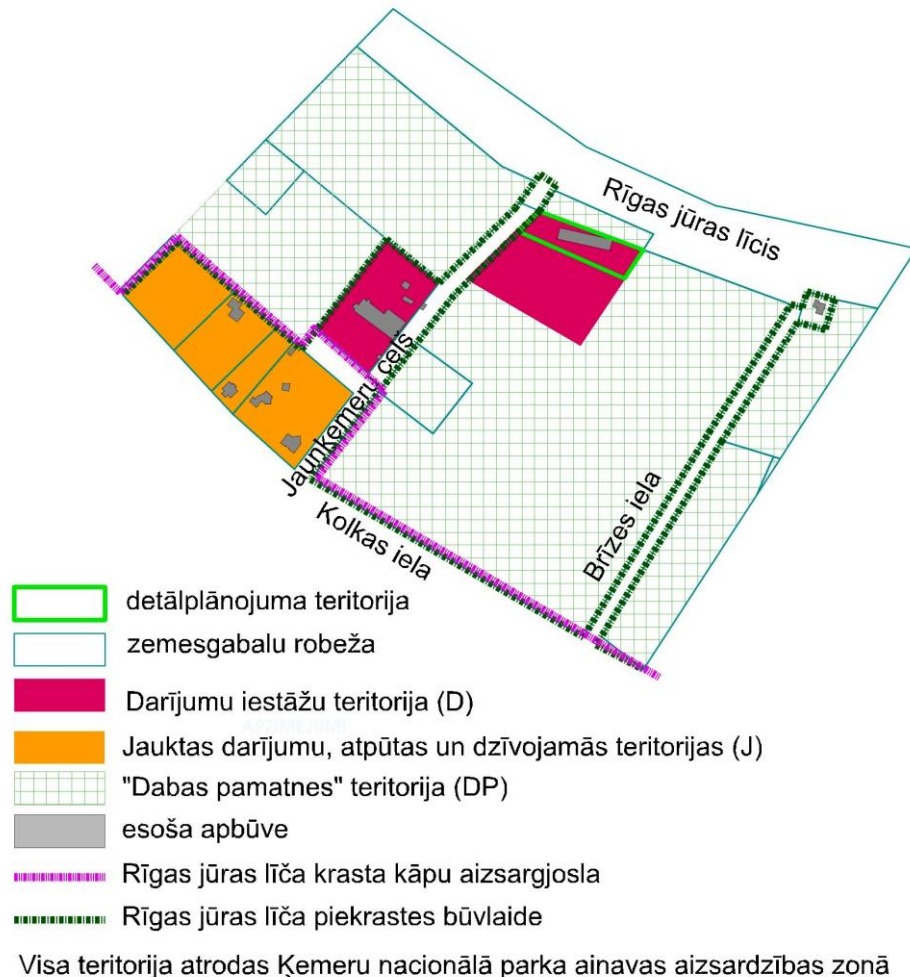 Rīgas jūras līcis
Jaunķemeru ceļš
Kolkas iela
Brīzes iela
detālplānojuma teritorija
zemesgabalu robeža
Darījumu iestāžu teritorija (D)
Jauktas darījumu, atpūtas un dzīvojamās teritorijas (J)
"Dabas pamatnes" teritorija (DP)
esoša apbūve
Rīgas jūras līča krasta kāpu aizsargjosla
Rīgas jūras līča piekrastes būvlaide
Visa teritorija atrodas Ķemeru nacionālā parka ainavas aizsardzības zonā